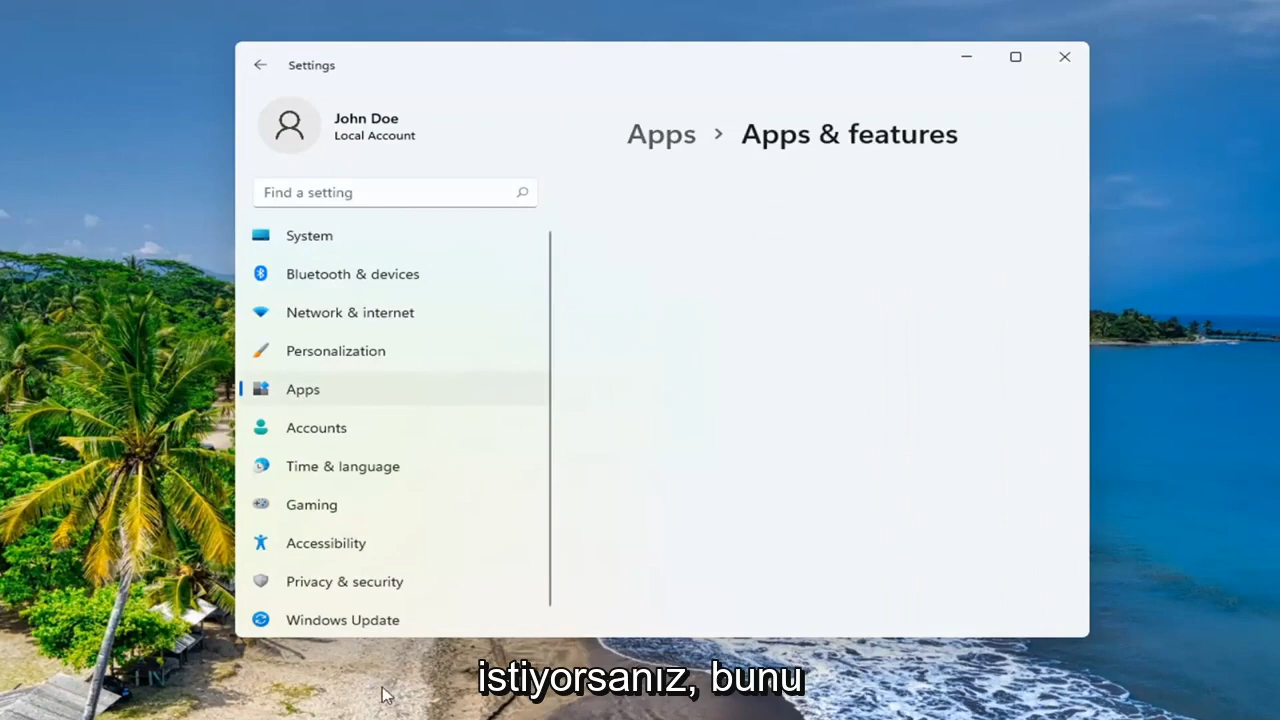 Settings
John Doe
Local Account
Apps > Apps & features
Find a setting
System
Bluetooth & devices
Network & internet
Personalization
Apps
Accounts
Time & language
Gaming
Accessibility
Privacy & security
Windows Update
istiyorsanız, bunu